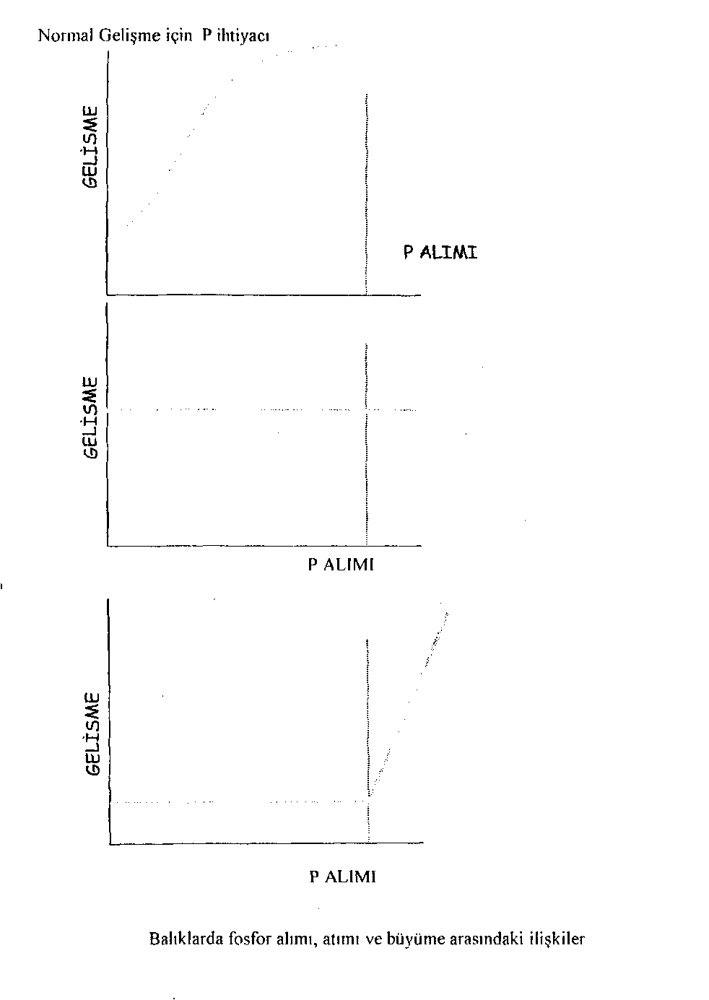 Normal Gelişme için P ihtiyacı
GELİSME
P ALIMI
GELİSME
P ALIMI
GELİSME
P ALIMI
Balıklarda fosfor alımı, atımı ve büyüme arasındaki ilişkiler